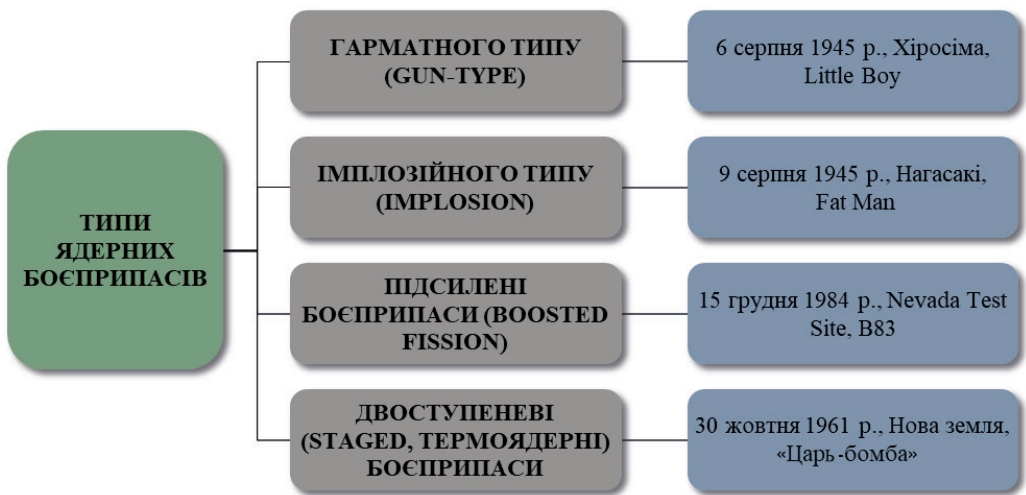 ТИПИ
ЯДЕРНИХ
БОЄПРИПАСІВ
ГАРМАТНОГО ТИПУ
(GUN-TYPE)
6 серпня 1945 р., Хіросіма,
Little Boy
ІМПЛОЗІЙНОГО ТИПУ
(IMPLOSION)
9 серпня 1945 р., Нагасакі,
Fat Man
ПІДСИЛЕНІ
БОЄПРИПАСИ (BOOSTED
FISSION)
15 грудня 1984 р., Nevada Test
Site, B83
ДВОСТУПЕНЕВІ
(STAGED, ТЕРМОЯДЕРНІ)
БОЄПРИПАСИ
30 жовтня 1961 р., Нова земля,
«Царь-бомба»